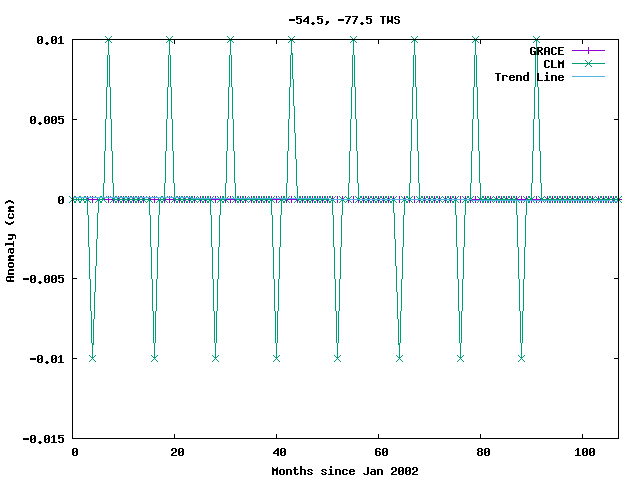 -54.5, -77.5 TWS
0.01
0.005
0
-0.005
-0.01
-0.015
Anomaly (cm)
GRACE
CLM
Trend Line
0 20 40 60 80 100
Months since Jan 2002